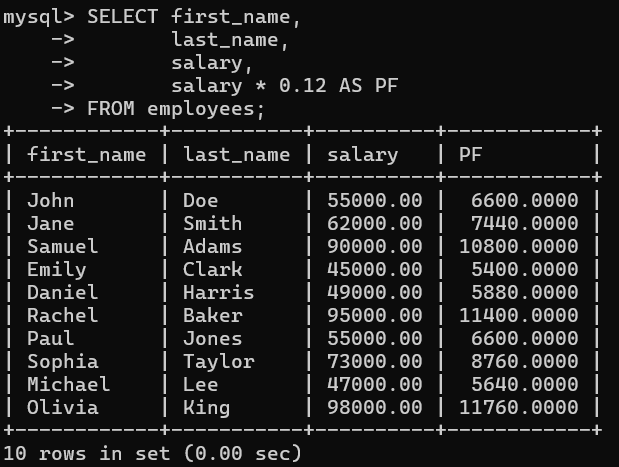 mysql> SELECT first_name,
    ->        last_name,
    ->        salary,
    ->        salary * 0.12 AS PF
    -> FROM employees;
+------------+-----------+----------+------------+
| first_name | last_name | salary   | PF         |
+------------+-----------+----------+------------+
| John       | Doe       | 55000.00 |  6600.0000 |
| Jane       | Smith     | 62000.00 |  7440.0000 |
| Samuel     | Adams     | 90000.00 | 10800.0000 |
| Emily      | Clark     | 45000.00 |  5400.0000 |
| Daniel     | Harris    | 49000.00 |  5880.0000 |
| Rachel     | Baker     | 95000.00 | 11400.0000 |
| Paul       | Jones     | 55000.00 |  6600.0000 |
| Sophia     | Taylor    | 73000.00 |  8760.0000 |
| Michael    | Lee       | 47000.00 |  5640.0000 |
| Olivia     | King      | 98000.00 | 11760.0000 |
+------------+-----------+----------+------------+
10 rows in set (0.00 sec)